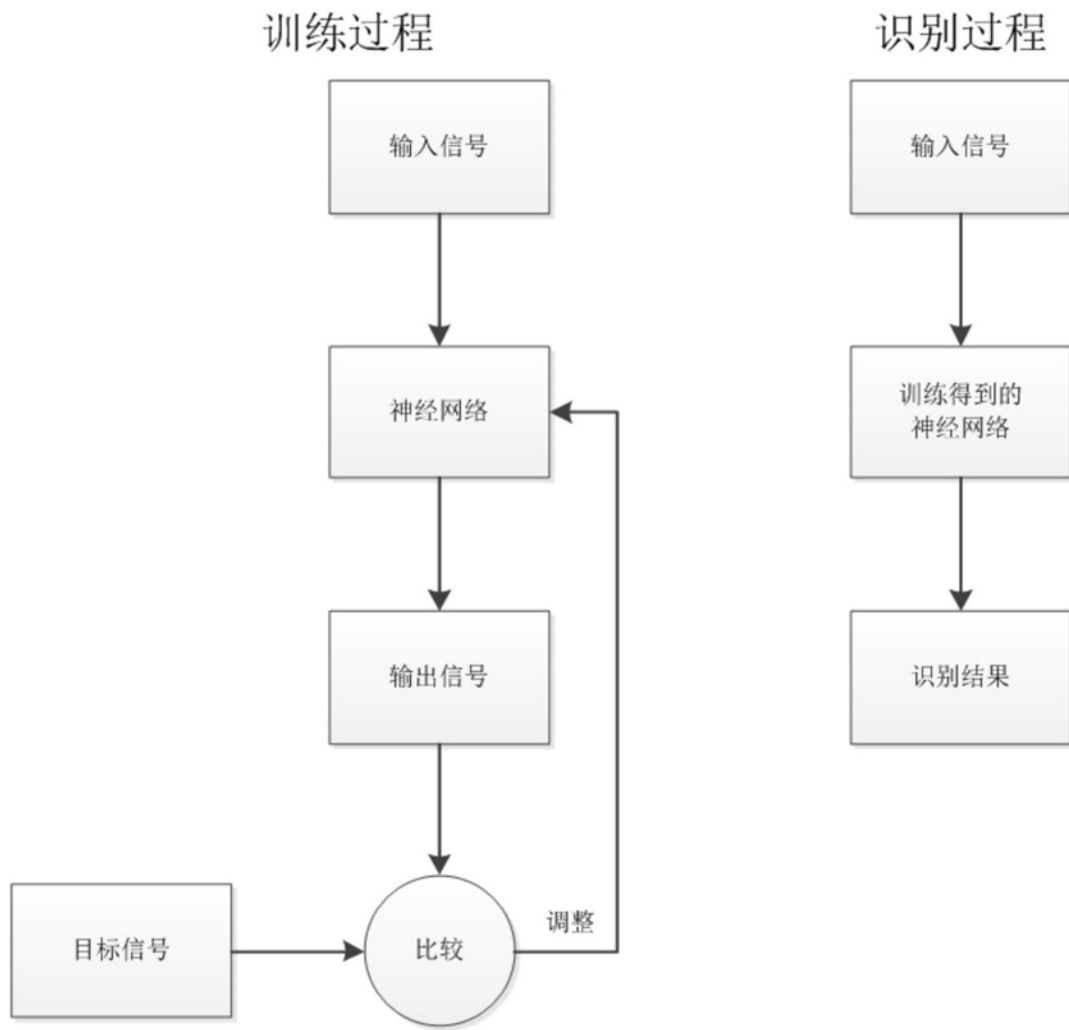 训练过程
识别过程
输入信号
输入信号
神经网络
训练得到的
神经网络
输出信号
识别结果
调整
目标信号
比较